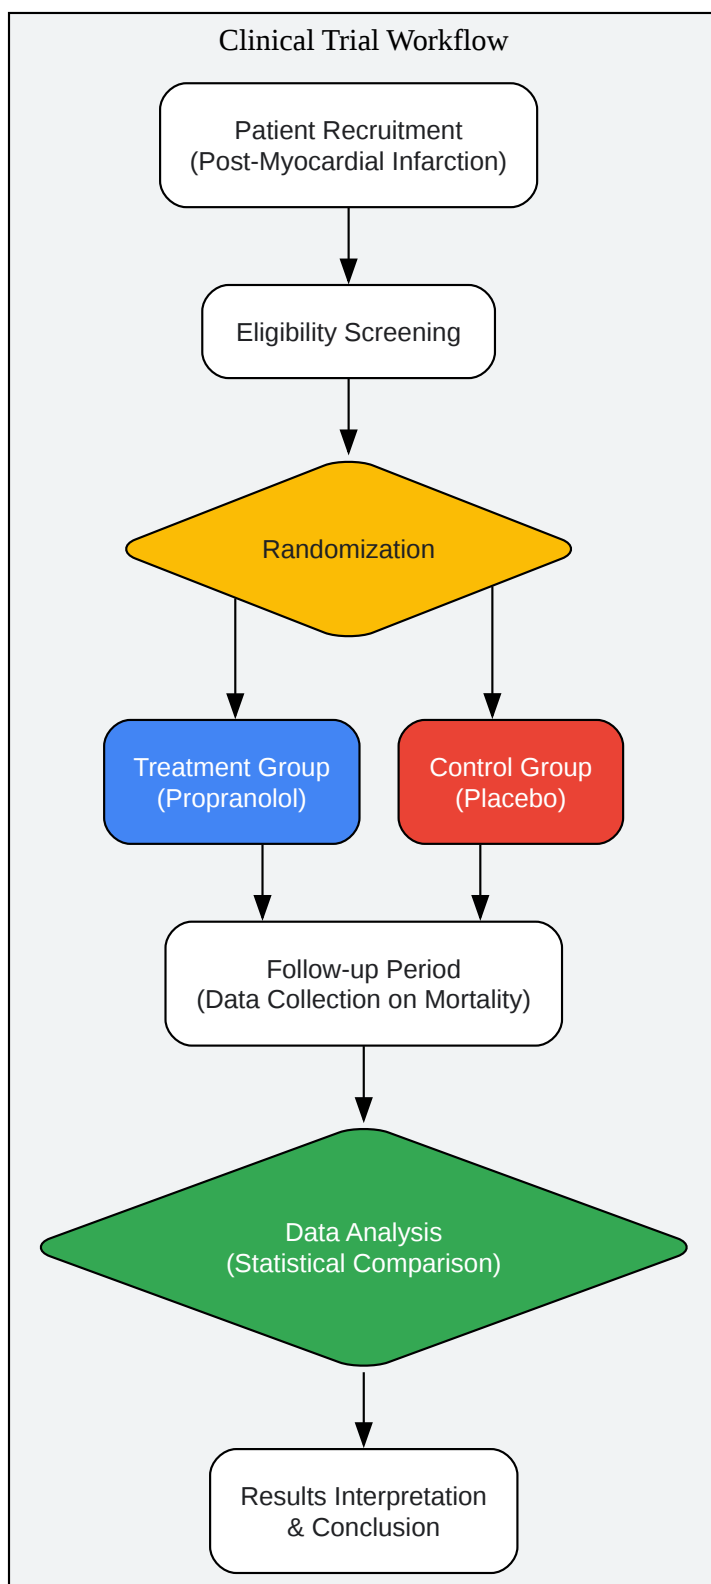 Clinical Trial Workflow
Patient Recruitment
(Post-Myocardial Infarction)
Eligibility Screening
Randomization
Treatment Group
(Propranolol)
Control Group
(Placebo)
Follow-up Period
(Data Collection on Mortality)
Data Analysis
(Statistical Comparison)
Results Interpretation
& Conclusion